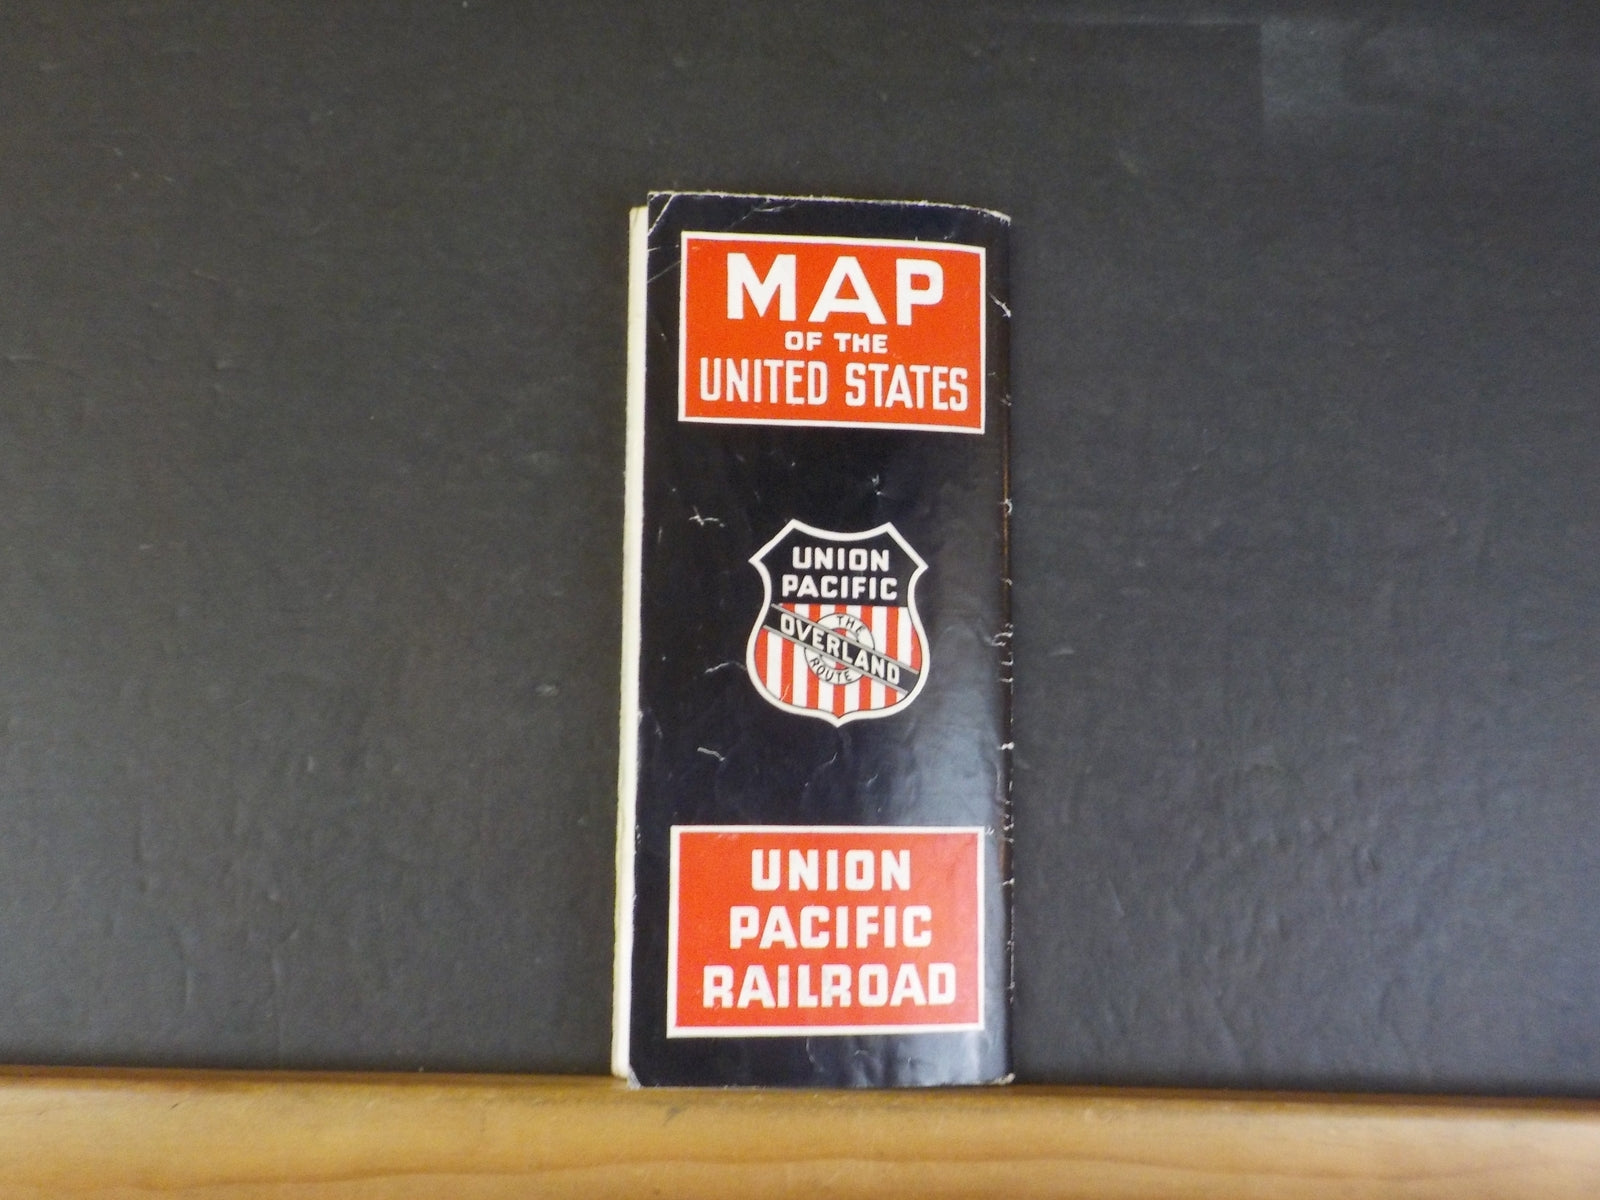 MAP
OF THE
UNITED STATES
UNION
PACIFIC
THE
OVERLAND
ROUTE
UNION
PACIFIC
RAILROAD